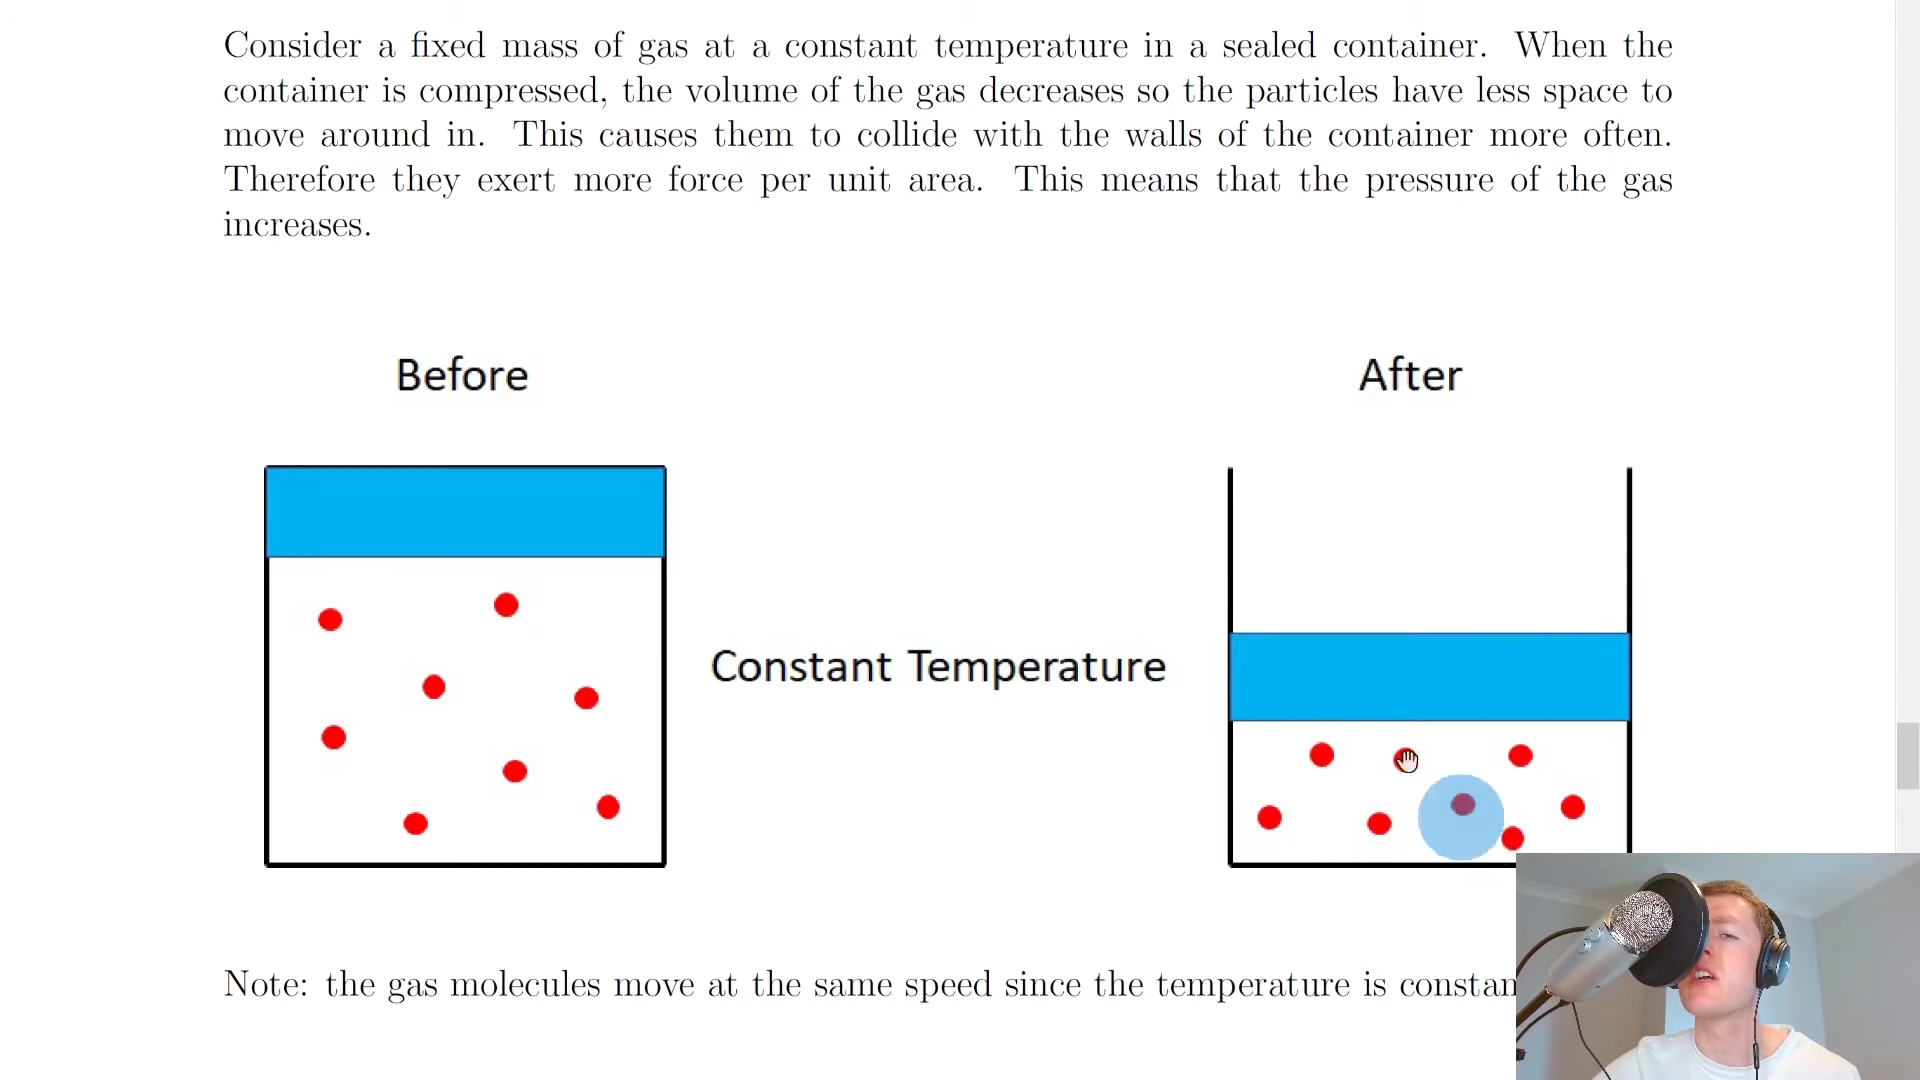 Consider a fixed mass of gas at a constant temperature in a sealed container. When the
container is compressed, the volume of the gas decreases so the particles have less space to
move around in. This causes them to collide with the walls of the container more often.
Therefore they exert more force per unit area. This means that the pressure of the gas
increases.
Before
After
Constant Temperature
Note: the gas molecules move at the same speed since the temperature is